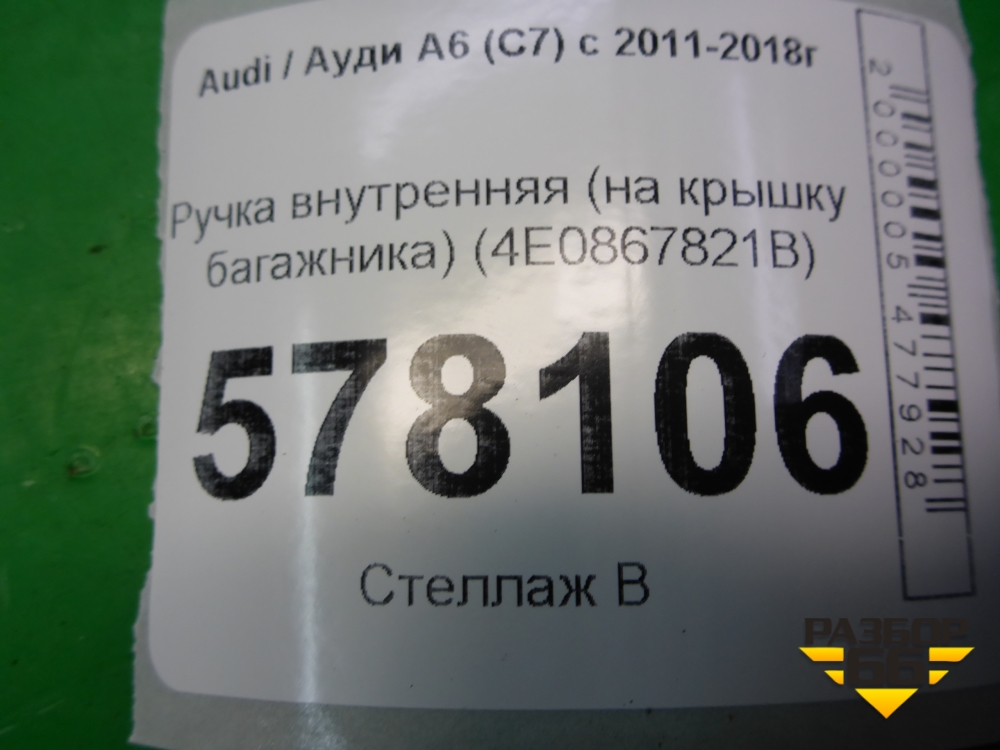 Audi / Ауди А6 (С7) с 2011-2018г
Ручка внутренняя (на крышку
багажника) (4E0867821B)
578106
Стеллаж В
2000005477928
РАЗБОР
66